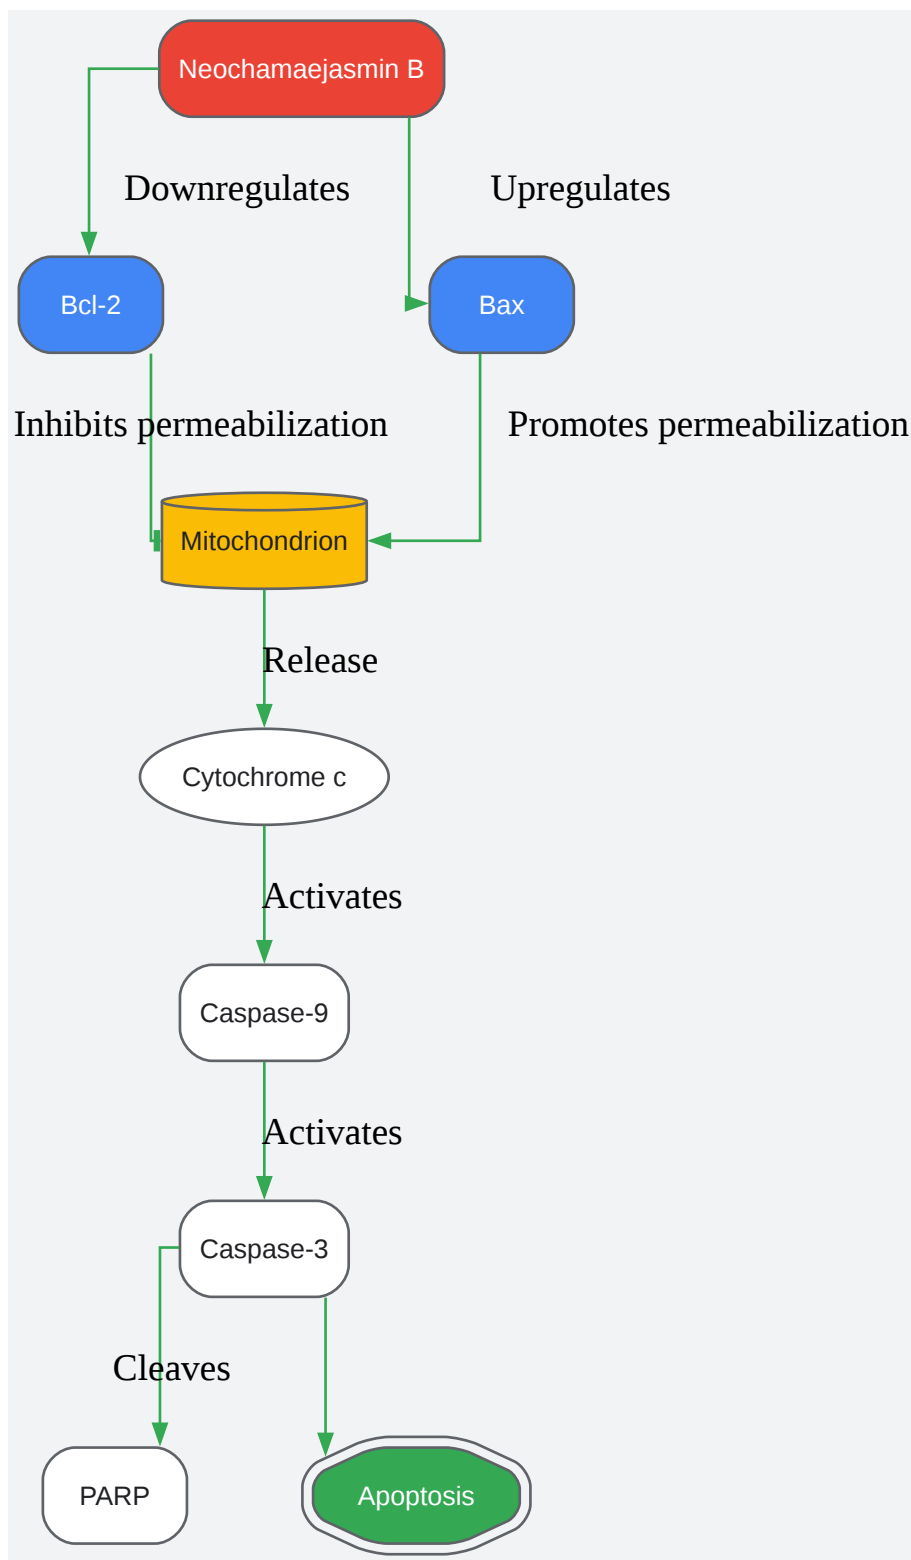 Neochamaejasmin B
Downregulates
Upregulates
Bcl-2
Bax
Inhibits permeabilization
Promotes permeabilization
Mitochondrion
Release
Cytochrome c
Activates
Caspase-9
Activates
Caspase-3
Cleaves
PARP
Apoptosis